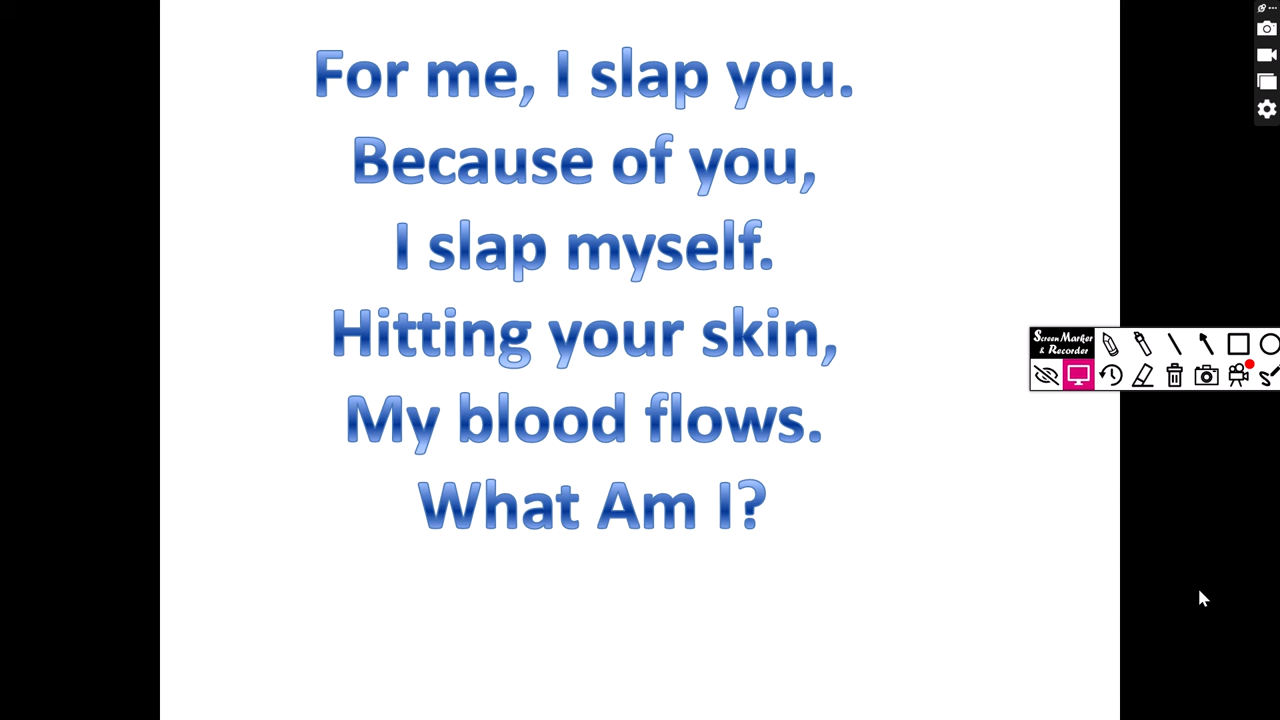 For me, I slap you.
Because of you,
I slap myself.
Hitting your skin,
My blood flows.
What Am I?
Screen Marker
& Recorder